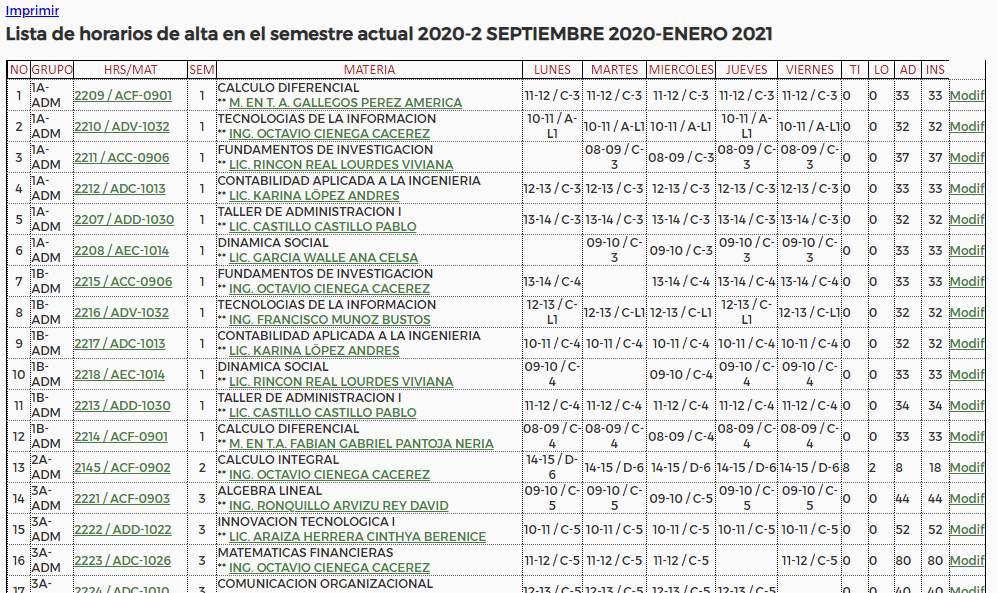 Imprimir
Lista de horarios de alta en el semestre actual 2020-2 SEPTIEMBRE 2020-ENERO 2021
NO GRUPO HRS/MAT SEM MATERIA LUNES MARTES MIERCOLES JUEVES VIERNES TI LO AD INS
1 1A-ADM 2209 / ACF-0901 1 CALCULO DIFERENCIAL ** M. EN T. A. GALLEGOS PEREZ AMERICA 11-12 / C-3 11-12 / C-3 11-12 / C-3 11-12 / C-3 11-12 / C-3 0 0 33 33 Modif
2 1A-ADM 2210 / ADV-1032 1 TECNOLOGIAS DE LA INFORMACION ** ING. OCTAVIO CIENEGA CACEREZ 10-11 / A-L1 10-11 / A-L1 10-11 / A-L1 10-11 / A-L1 10-11 / A-L1 0 0 32 32 Modif
3 1A-ADM 2211 / ACC-0906 1 FUNDAMENTOS DE INVESTIGACION ** LIC. RINCON REAL LOURDES VIVIANA 08-09 / C-3 08-09 / C-3 08-09 / C-3 08-09 / C-3 0 0 37 37 Modif
4 1A-ADM 2212 / ADC-1013 1 CONTABILIDAD APLICADA A LA INGENIERIA ** LIC. KARINA LÖPEZ ANDRES 12-13 / C-3 12-13 / C-3 12-13 / C-3 12-13 / C-3 12-13 / C-3 0 0 33 33 Modif
5 1A-ADM 2207 / ADD-1030 1 TALLER DE ADMINISTRACION I ** LIC. CASTILLO CASTILLO PABLO 13-14 / C-3 13-14 / C-3 13-14 / C-3 13-14 / C-3 13-14 / C-3 0 0 32 32 Modif
6 1A-ADM 2208 / AEC-1014 1 DINAMICA SOCIAL ** LIC. GARCIA WALLE ANA CELSA 09-10 / C-3 09-10 / C-3 09-10 / C-3 09-10 / C-3 0 0 33 33 Modif
7 1B-ADM 2215 / ACC-0906 1 FUNDAMENTOS DE INVESTIGACION ** ING. OCTAVIO CIENEGA CACEREZ 13-14 / C-4 13-14 / C-4 13-14 / C-4 13-14 / C-4 0 0 33 33 Modif
8 1B-ADM 2216 / ADV-1032 1 TECNOLOGIAS DE LA INFORMACION ** ING. FRANCISCO MUNOZ BUSTOS 12-13 / C-L1 12-13 / C-L1 12-13 / C-L1 12-13 / C-L1 12-13 / C-L1 0 0 32 32 Modif
9 1B-ADM 2217 / ADC-1013 1 CONTABILIDAD APLICADA A LA INGENIERIA ** LIC. KARINA LÖPEZ ANDRES 10-11 / C-4 10-11 / C-4 10-11 / C-4 10-11 / C-4 10-11 / C-4 0 0 32 32 Modif
10 1B-ADM 2218 / AEC-1014 1 DINAMICA SOCIAL ** LIC. RINCON REAL LOURDES VIVIANA 09-10 / C-4 09-10 / C-4 09-10 / C-4 09-10 / C-4 0 0 33 33 Modif
11 1B-ADM 2213 / ADD-1030 1 TALLER DE ADMINISTRACION I ** LIC. CASTILLO CASTILLO PABLO 11-12 / C-4 11-12 / C-4 11-12 / C-4 11-12 / C-4 11-12 / C-4 0 0 34 34 Modif
12 1B-ADM 2214 / ACF-0901 1 CALCULO DIFERENCIAL ** M. EN T.A. FABIAN GABRIEL PANTOJA NERIA 08-09 / C-4 08-09 / C-4 08-09 / C-4 08-09 / C-4 08-09 / C-4 0 0 33 33 Modif
13 2A-ADM 2145 / ACF-0902 2 CALCULO INTEGRAL ** ING. OCTAVIO CIENEGA CACEREZ 14-15 / D-6 14-15 / D-6 14-15 / D-6 14-15 / D-6 14-15 / D-6 8 2 8 18 Modif
14 3A-ADM 2221 / ACF-0903 3 ALGEBRA LINEAL ** ING. RONQUILLO ARVIZU REY DAVID 09-10 / C-5 09-10 / C-5 09-10 / C-5 09-10 / C-5 09-10 / C-5 0 0 44 44 Modif
15 3A-ADM 2222 / ADD-1022 3 INNOVACION TECNOLOGICA I ** LIC. ARAIZA HERRERA CINTHYA BERENICE 10-11 / C-5 10-11 / C-5 10-11 / C-5 10-11 / C-5 10-11 / C-5 0 0 52 52 Modif
16 3A-ADM 2223 / ADC-1026 3 MATEMATICAS FINANCIERAS ** ING. OCTAVIO CIENEGA CACEREZ 11-12 / C-5 11-12 / C-5 11-12 / C-5 11-12 / C-5 0 0 80 80 Modif
17 3A- 2224 / ADC-1010 3 COMUNICACION ORGANIZACIONAL 12-13 / C-5 12-13 / C-5 12-13 / C-5 12-13 / C-5 0 0 40 40 Modif